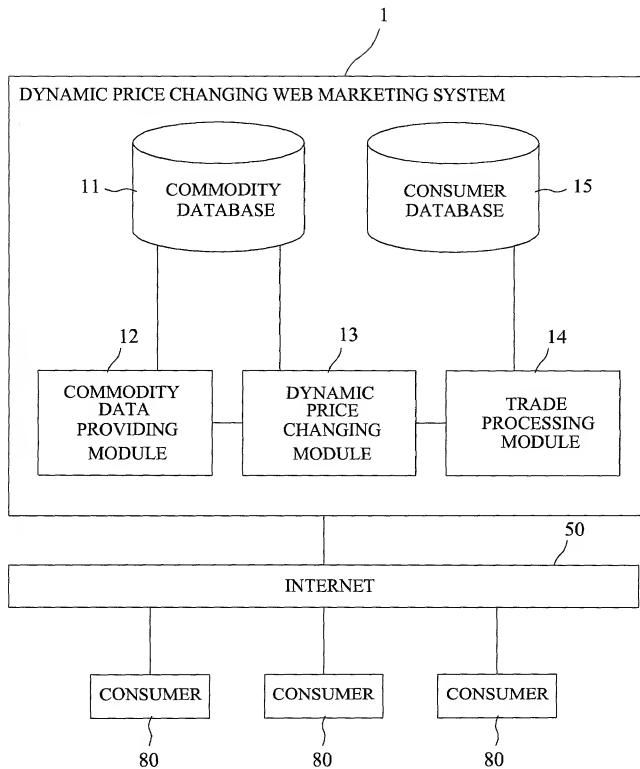 1
DYNAMIC PRICE CHANGING WEB MARKETING SYSTEM
11
COMMODITY
DATABASE
CONSUMER
DATABASE
15
12
COMMODITY
DATA
PROVIDING
MODULE
13
DYNAMIC
PRICE
CHANGING
MODULE
14
TRADE
PROCESSING
MODULE
50
INTERNET
CONSUMER
CONSUMER
CONSUMER
80
80
80